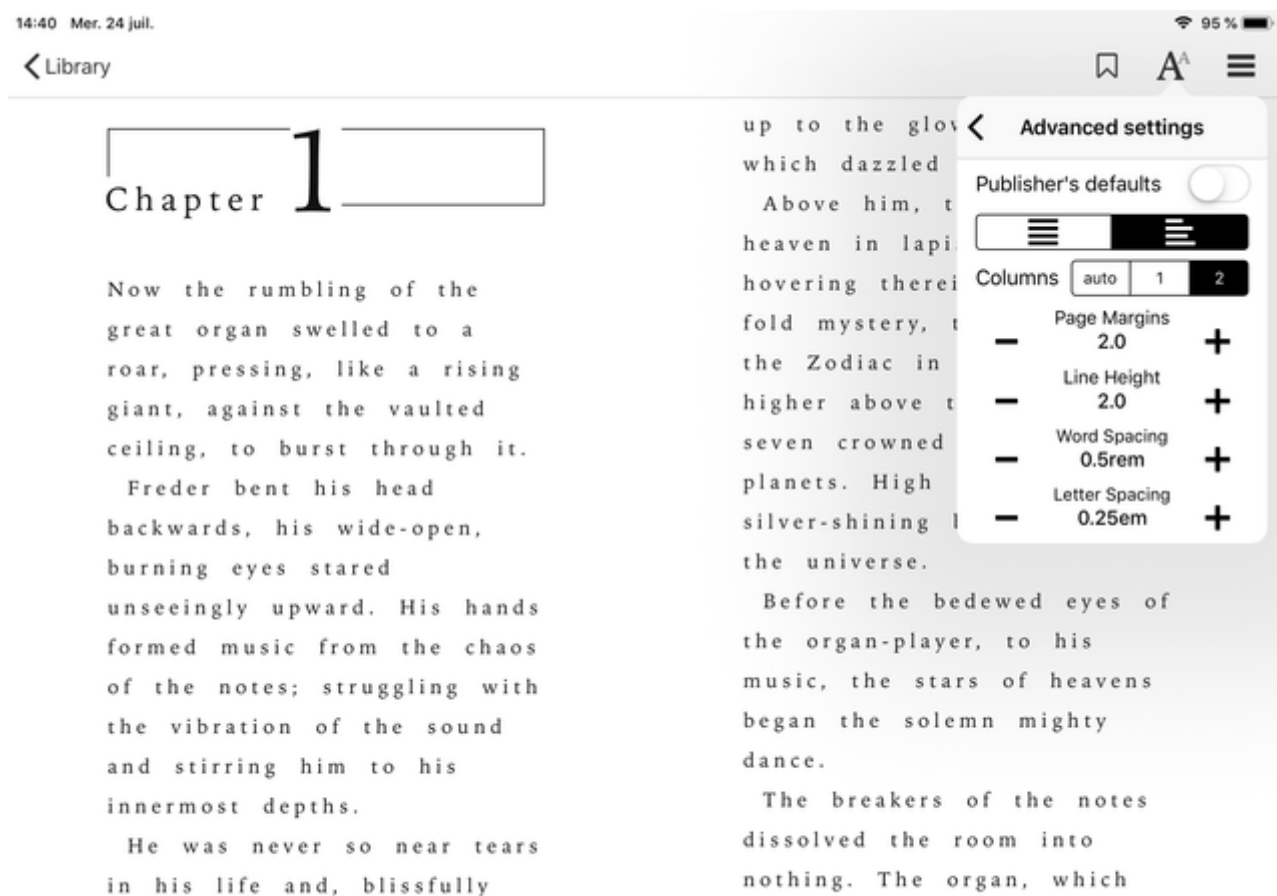 14:40 Mer. 24 juil.
95 %
Library
Chapter 1
Now the rumbling of the
great organ swelled to a
roar, pressing, like a rising
giant, against the vaulted
ceiling, to burst through it.
Freder bent his head
backwards, his wide-open,
burning eyes stared
unseeingly upward. His hands
formed music from the chaos
of the notes; struggling with
the vibration of the sound
and stirring him to his
innermost depths.
He was never so near tears
in his life and, blissfully
up to the
which dazzled
Above him,
heaven in
hovering
fold mystery,
the Zodiac in
higher above
seven crowned
planets. High
silver-shining
the universe.
Before the bedewed eyes of
the organ-player, to his
music, the stars of heavens
began the solemn mighty
dance.
The breakers of the notes
dissolved the room into
nothing. The organ, which
Advanced settings
Publisher's defaults
Columns auto 1 2
Page Margins
2.0
Line Height
2.0
Word Spacing
0.5rem
Letter Spacing
0.25em